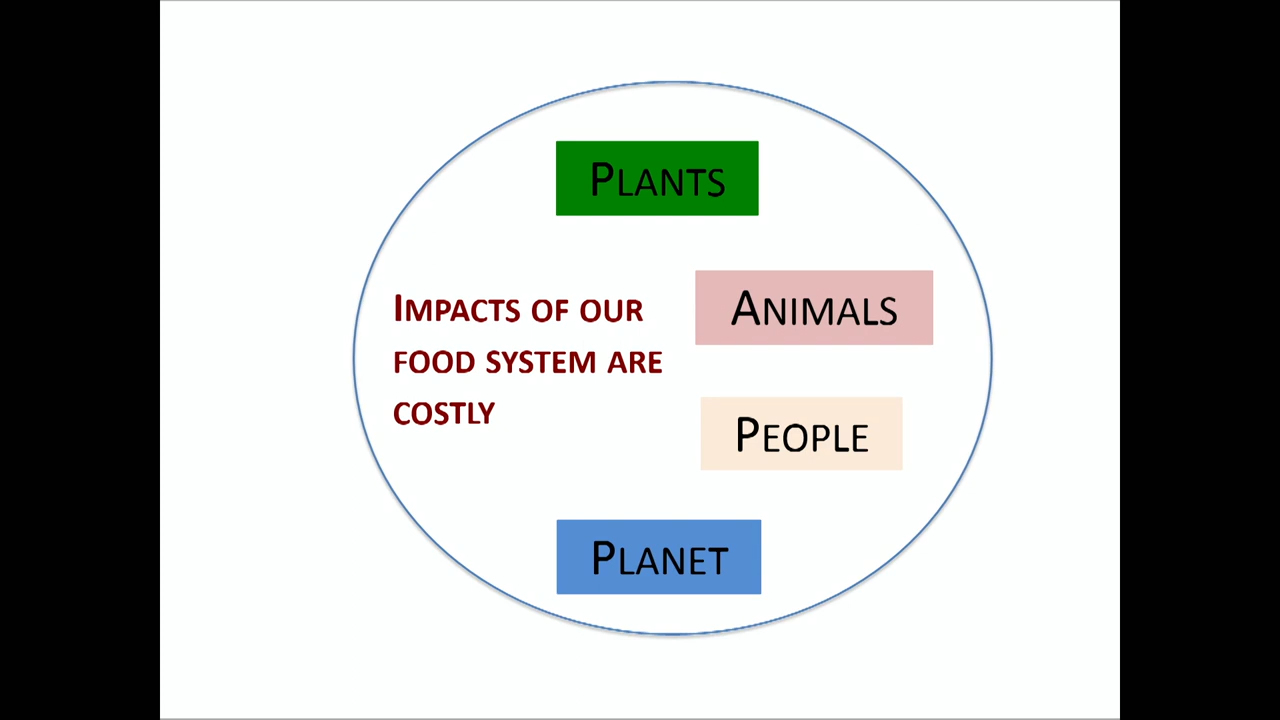 PLANTS
IMPACTS OF OUR
FOOD SYSTEM ARE
COSTLY
ANIMALS
PEOPLE
PLANET